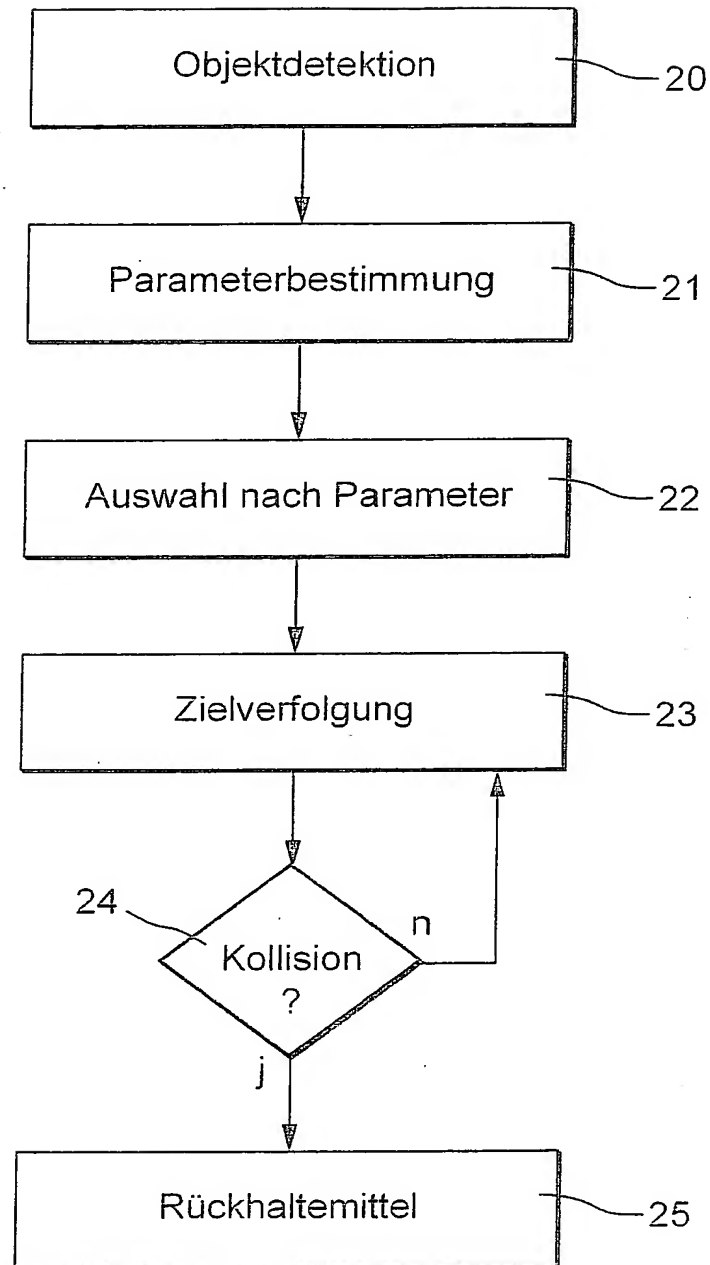 Objektdetektion
20
Parameterbestimmung
21
Auswahl nach Parameter
22
Zielverfolgung
23
24
n
Kollision
?
j
Rückhaltemittel
25